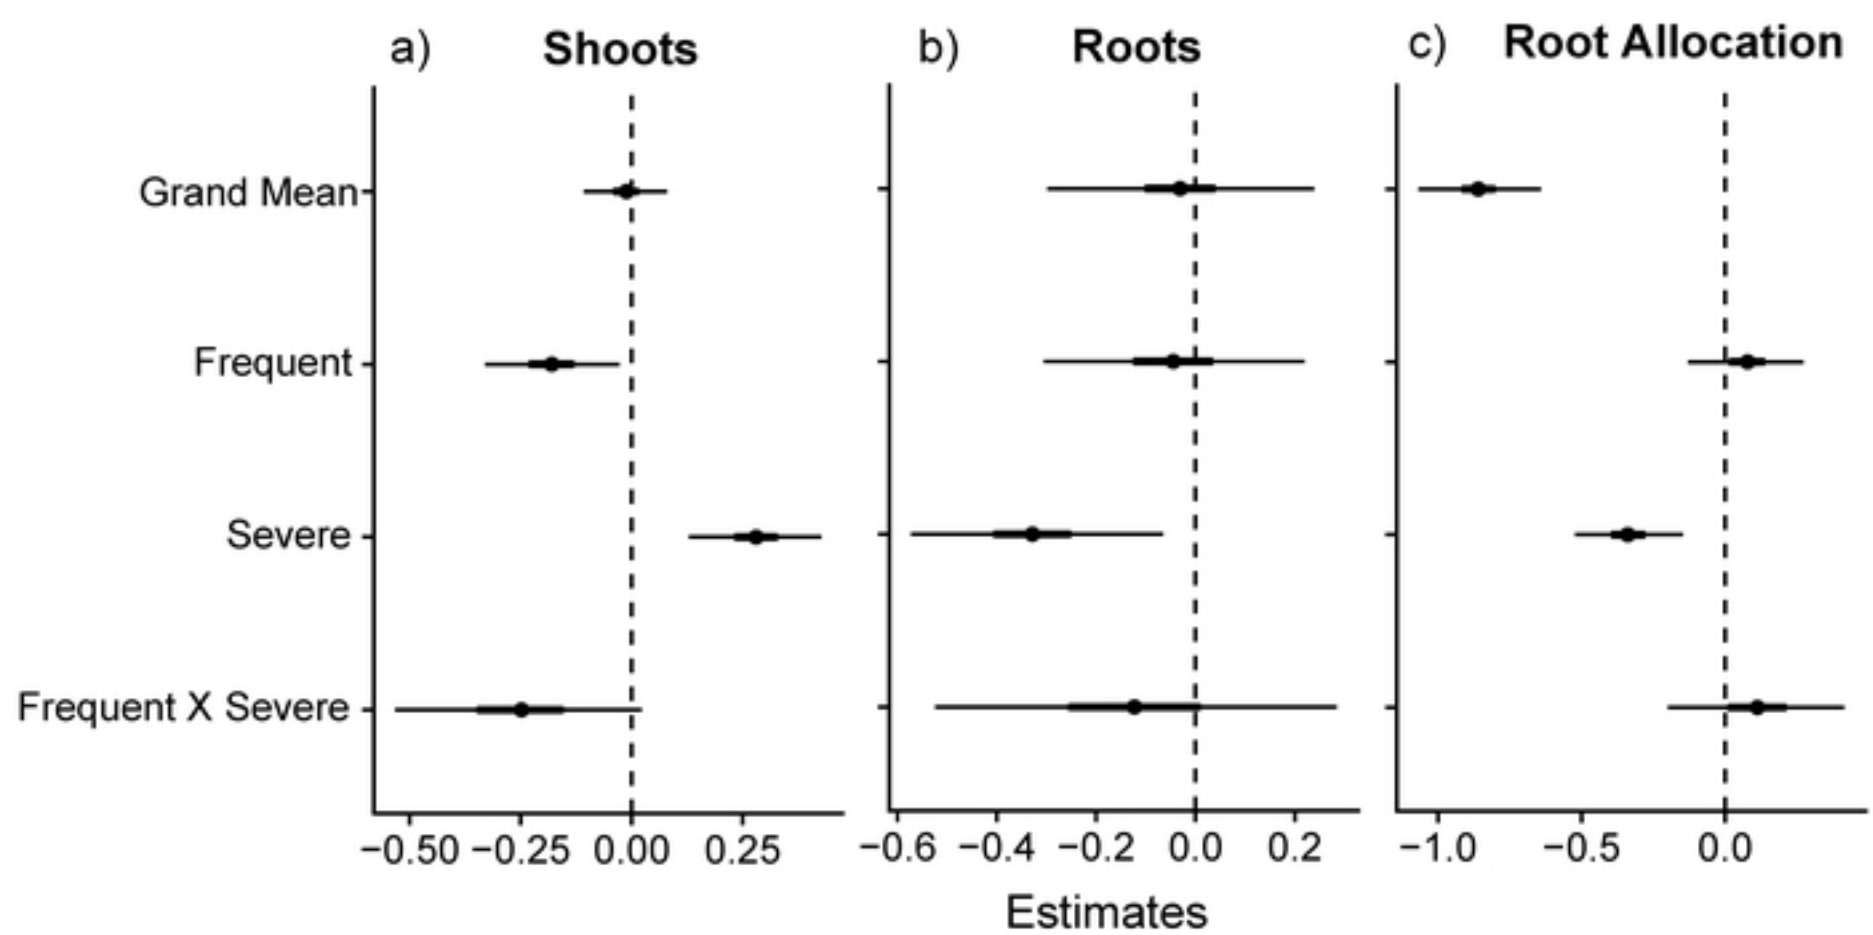 a) Shoots b) Roots c) Root Allocation
Grand Mean
Frequent
Severe
Frequent X Severe
−0.50 −0.25 0.00 0.25 −0.6 −0.4 −0.2 0.0 0.2 −1.0 −0.5 0.0
Estimates